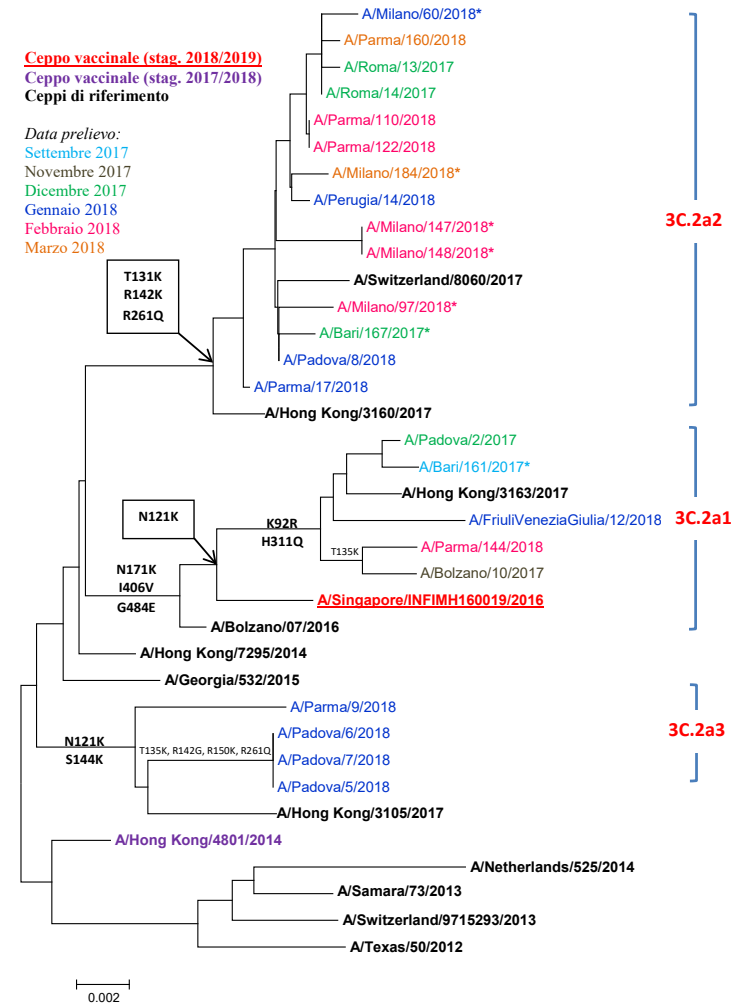 Ceppo vaccinale (stag. 2018/2019)
Ceppo vaccinale (stag. 2017/2018)
Ceppi di riferimento
Data prelievo:
Settembre 2017
Novembre 2017
Dicembre 2017
Gennaio 2018
Febbraio 2018
Marzo 2018
A/Milano/60/2018*
A/Parma/160/2018
A/Roma/13/2017
A/Roma/14/2017
A/Parma/110/2018
A/Parma/122/2018
A/Milano/184/2018*
A/Perugia/14/2018
A/Milano/147/2018*
A/Milano/148/2018*
A/Switzerland/8060/2017
A/Milano/97/2018*
A/Bari/167/2017*
A/Padova/8/2018
A/Parma/17/2018
A/Hong Kong/3160/2017
3C.2a2
T131K
R142K
R261Q
A/Padova/2/2017
A/Bari/161/2017*
A/Hong Kong/3163/2017
A/FriuliVeneziaGiulia/12/2018
A/Parma/144/2018
A/Bolzano/10/2017
A/Singapore/INFIMH160019/2016
A/Bolzano/07/2016
3C.2a1
N121K
K92R
H311Q
T135K
N171K
I406V
G484E
A/Hong Kong/7295/2014
A/Georgia/532/2015
A/Parma/9/2018
A/Padova/6/2018
A/Padova/7/2018
A/Padova/5/2018
A/Hong Kong/3105/2017
3C.2a3
N121K
S144K
T135K, R142G, R150K, R261Q
A/Hong Kong/4801/2014
A/Netherlands/525/2014
A/Samara/73/2013
A/Switzerland/9715293/2013
A/Texas/50/2012
0.002